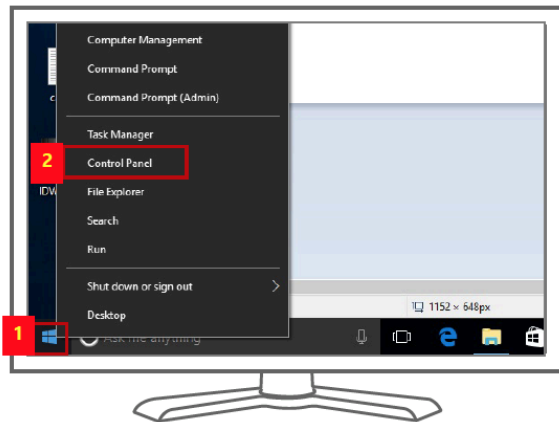 Computer Management
Command Prompt
Command Prompt (Admin)
Task Manager
2
Control Panel
File Explorer
IDW
Search
Run
Shut down or sign out
1152 × 648px
Desktop
1
Ask me anything